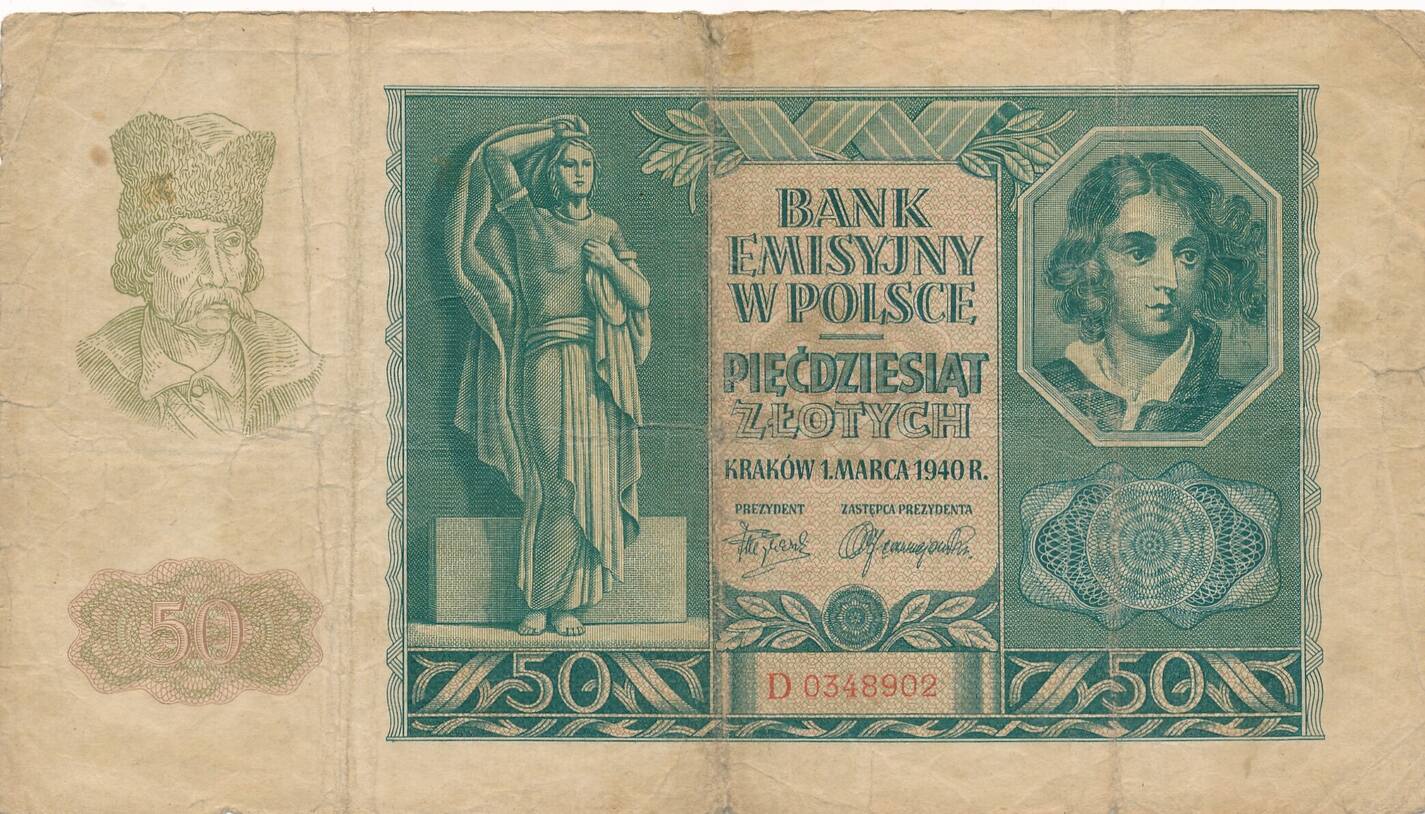 BANK
EMISYJNY
W POLSCE
PIĘĆDZIESIĄT
ZŁOTYCH
KRAKÓW 1. MARCA 1940 R.
PREZYDENT ZASTĘPCA PREZYDENTA
50
50
D 0348902
50